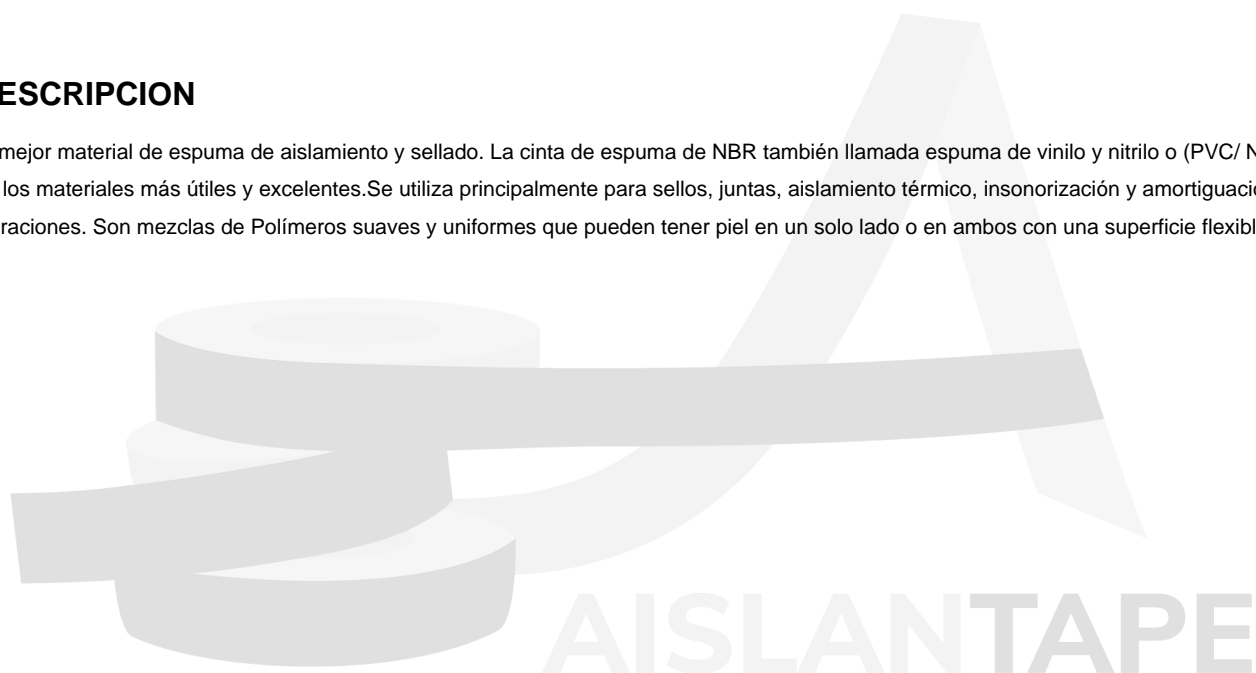 ESCRIPCION
mejor material de espuma de aislamiento y sellado. La cinta de espuma de NBR también llamada espuma de vinilo y nitrilo o (PVC/ N
los materiales más útiles y excelentes.Se utiliza principalmente para sellos, juntas, aislamiento térmico, insonorización y amortiguació
raciones. Son mezclas de Polímeros suaves y uniformes que pueden tener piel en un solo lado o en ambos con una superficie flexibl
AISLANTAPE